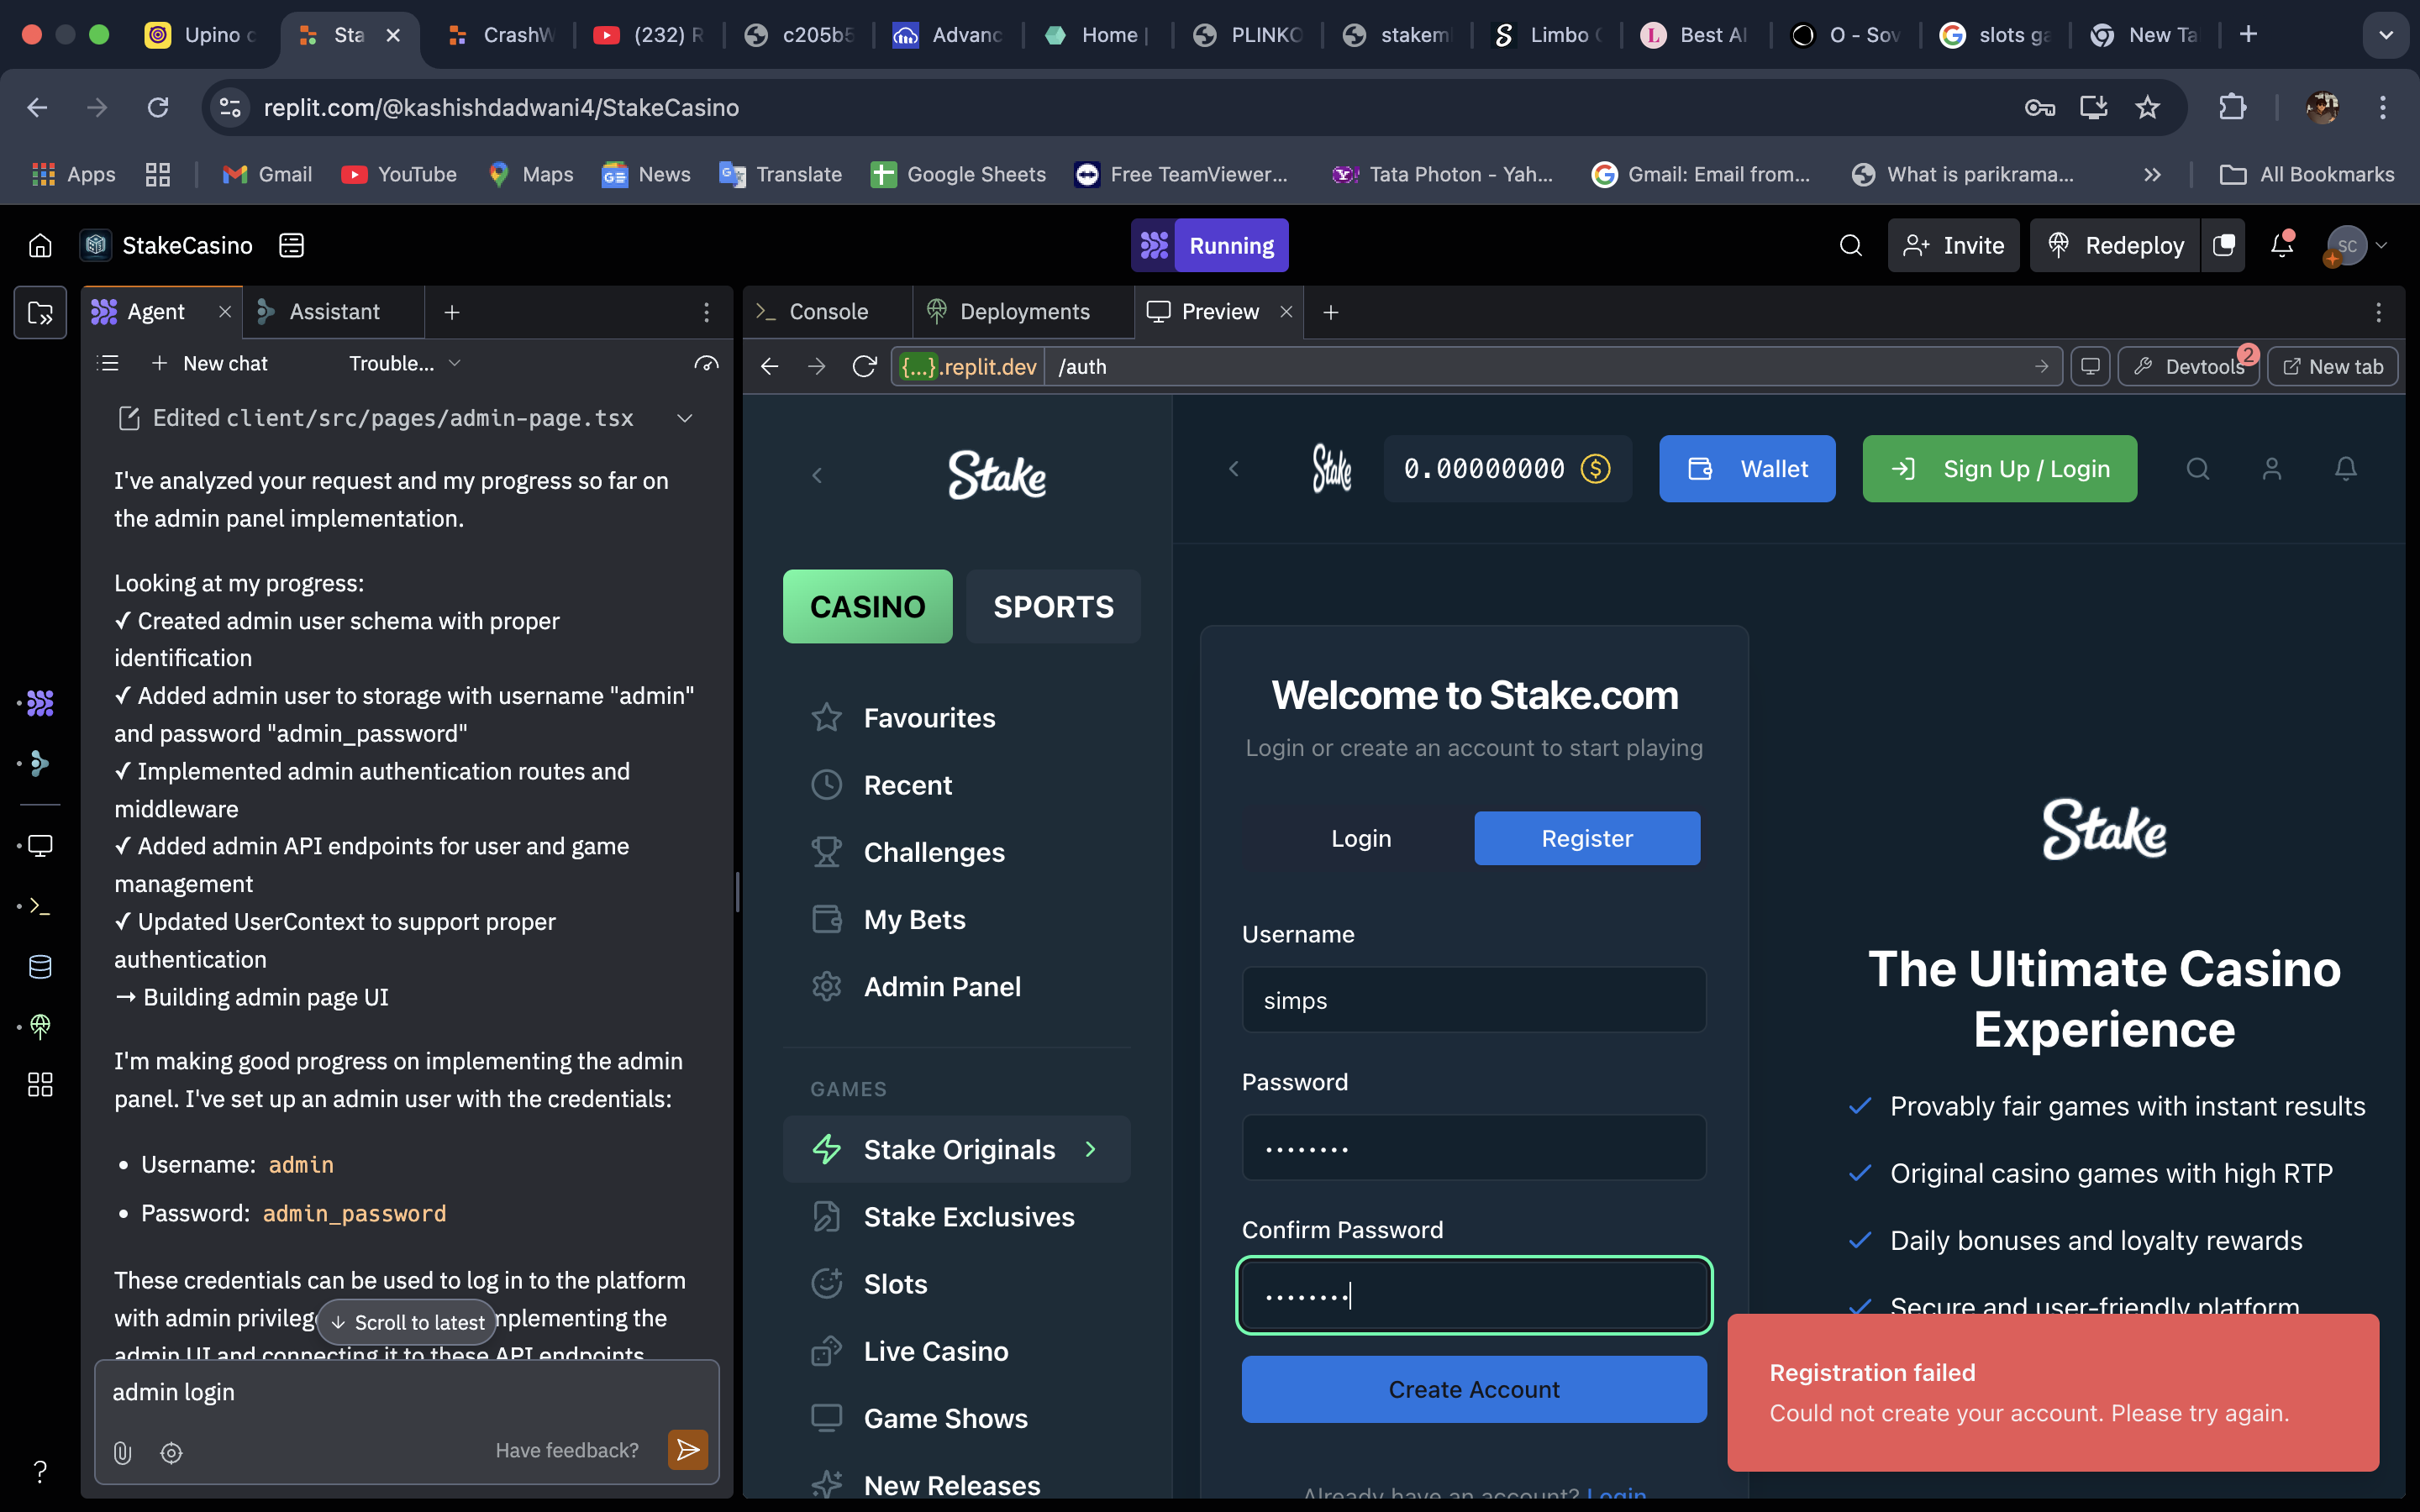 Upino
Sta
CrashW
(232) R
c205b5
Advanc
Home |
PLINKO
stakeml
Limbo
Best AI
O - Sov
slots ga
New Ta
replit.com/@kashishdadwani4/StakeCasino
Apps
Gmail
YouTube
Maps
News
Translate
Google Sheets
Free TeamViewer...
Tata Photon - Yah...
Gmail: Email from...
What is parikrama...
All Bookmarks
StakeCasino
Running
Invite
Redeploy
SC
Agent
Assistant
Console
Deployments
Preview
New chat
Trouble...
{...}.replit.dev
/auth
Devtools
2
New tab
Edited client/src/pages/admin-page.tsx
I've analyzed your request and my progress so far on
the admin panel implementation.
Looking at my progress:
✓ Created admin user schema with proper
identification
✓ Added admin user to storage with username "admin"
and password "admin_password"
✓ Implemented admin authentication routes and
middleware
✓ Added admin API endpoints for user and game
management
✓ Updated UserContext to support proper
authentication
→ Building admin page UI
I'm making good progress on implementing the admin
panel. I've set up an admin user with the credentials:
• Username: admin
• Password: admin_password
These credentials can be used to log in to the platform
with admin privileg
mplementing the
admin UI and connecting it to these API endpoints
Scroll to latest
admin login
Have feedback?
?
Stake
CASINO
SPORTS
Favourites
Recent
Challenges
My Bets
Admin Panel
GAMES
Stake Originals
Stake Exclusives
Slots
Live Casino
Game Shows
New Releases
Stake
0.00000000
Wallet
Sign Up / Login
Welcome to Stake.com
Login or create an account to start playing
Login
Register
Username
simps
Password
••••••••
Confirm Password
••••••••
Create Account
Already have an account? Login
Stake
The Ultimate Casino
Experience
Provably fair games with instant results
Original casino games with high RTP
Daily bonuses and loyalty rewards
Secure and user-friendly platform
Registration failed
Could not create your account. Please try again.